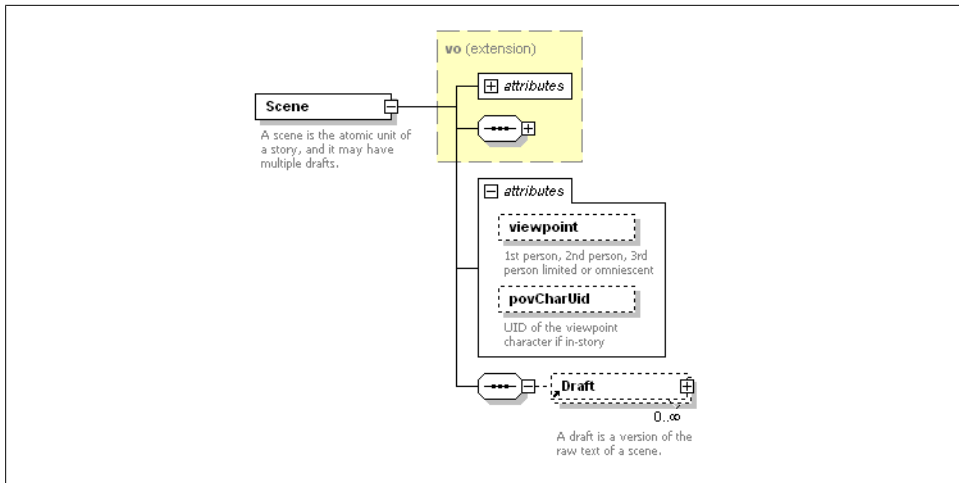 vo (extension)
attributes
Scene
A scene is the atomic unit of
a story, and it may have
multiple drafts.
attributes
viewpoint
1st person, 2nd person, 3rd
person limited or omniescent
povCharUid
UID of the viewpoint
character if in-story
Draft
0..∞
A draft is a version of the
raw text of a scene.